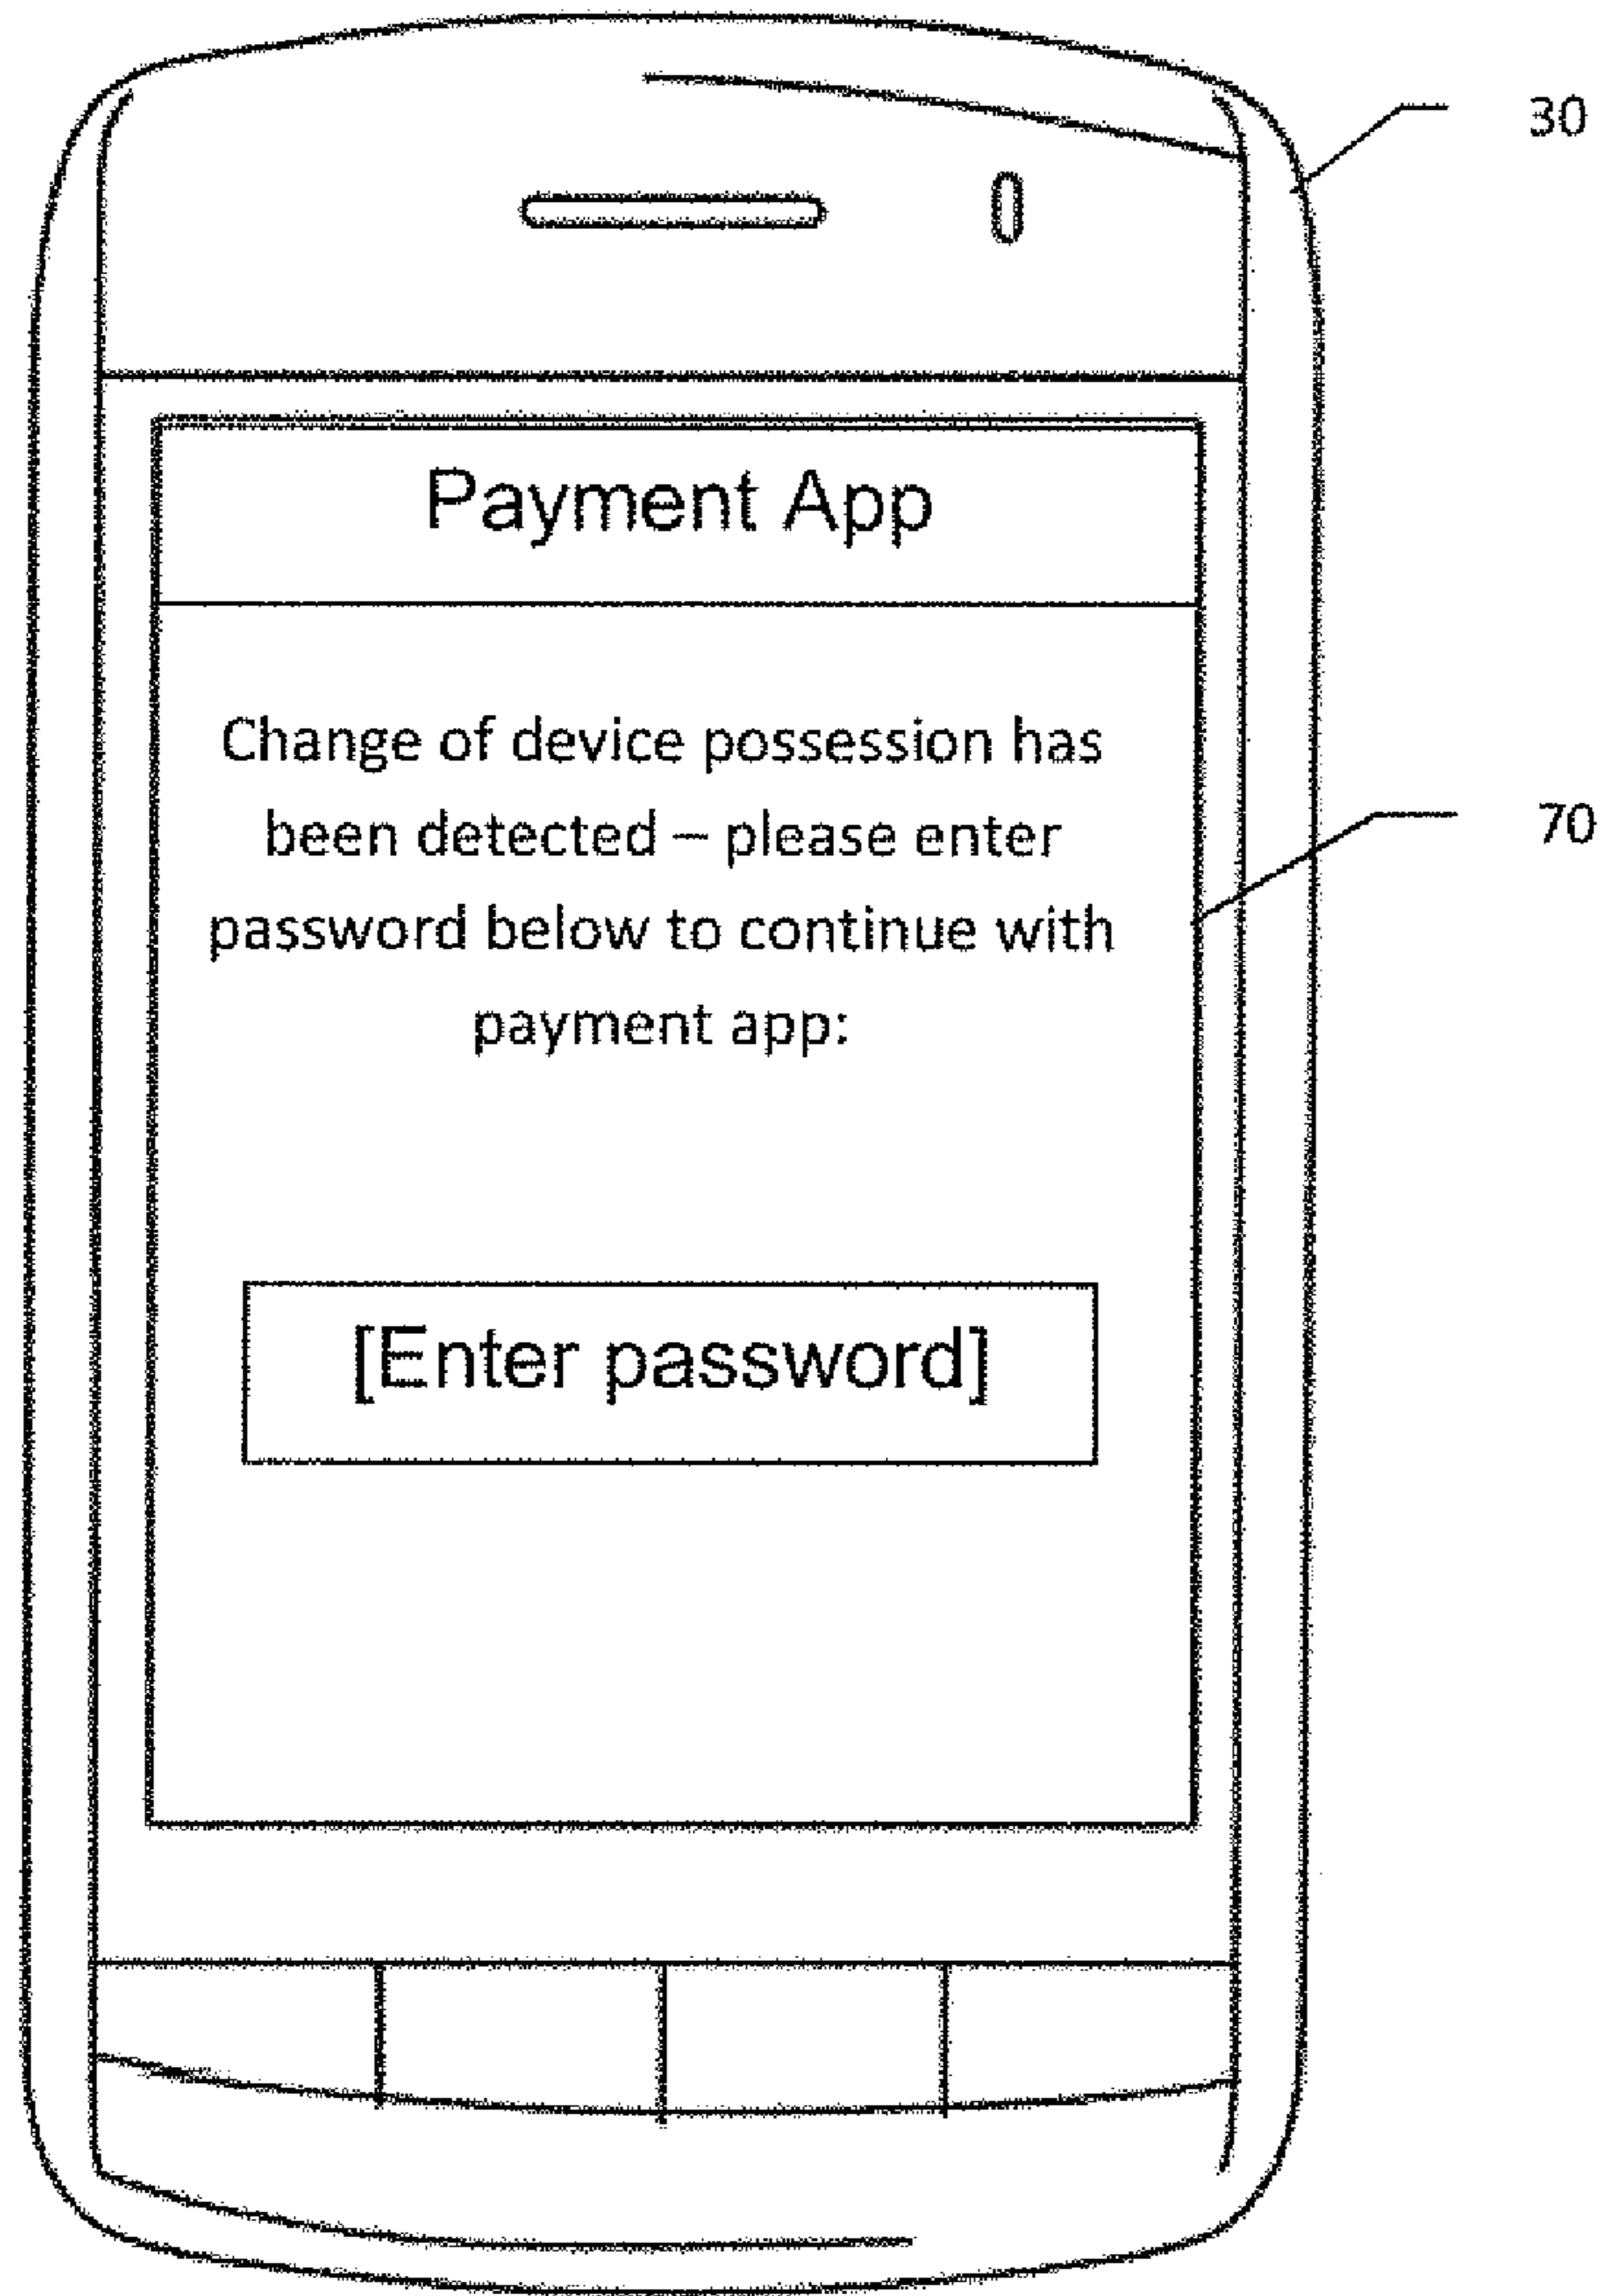 30
Payment App
Change of device possession has
been detected – please enter
password below to continue with
payment app:
70
[Enter password]